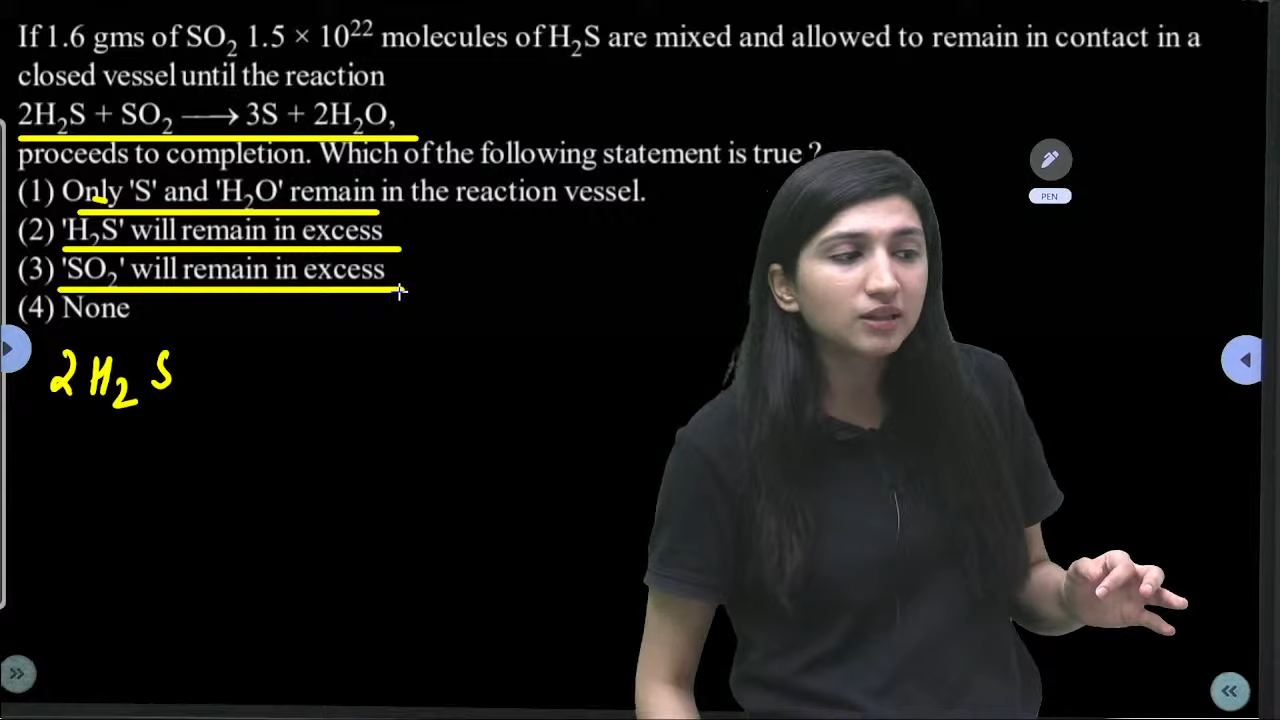 If 1.6 gms of SO₂ 1.5 × 10²² molecules of H₂S are mixed and allowed to remain in contact in a
closed vessel until the reaction
2H₂S + SO₂ ⟶ 3S + 2H₂O,
proceeds to completion. Which of the following statement is true ?
(1) Only 'S' and 'H₂O' remain in the reaction vessel.
(2) 'H₂S' will remain in excess
(3) 'SO₂' will remain in excess
(4) None
PEN
2 H₂ S